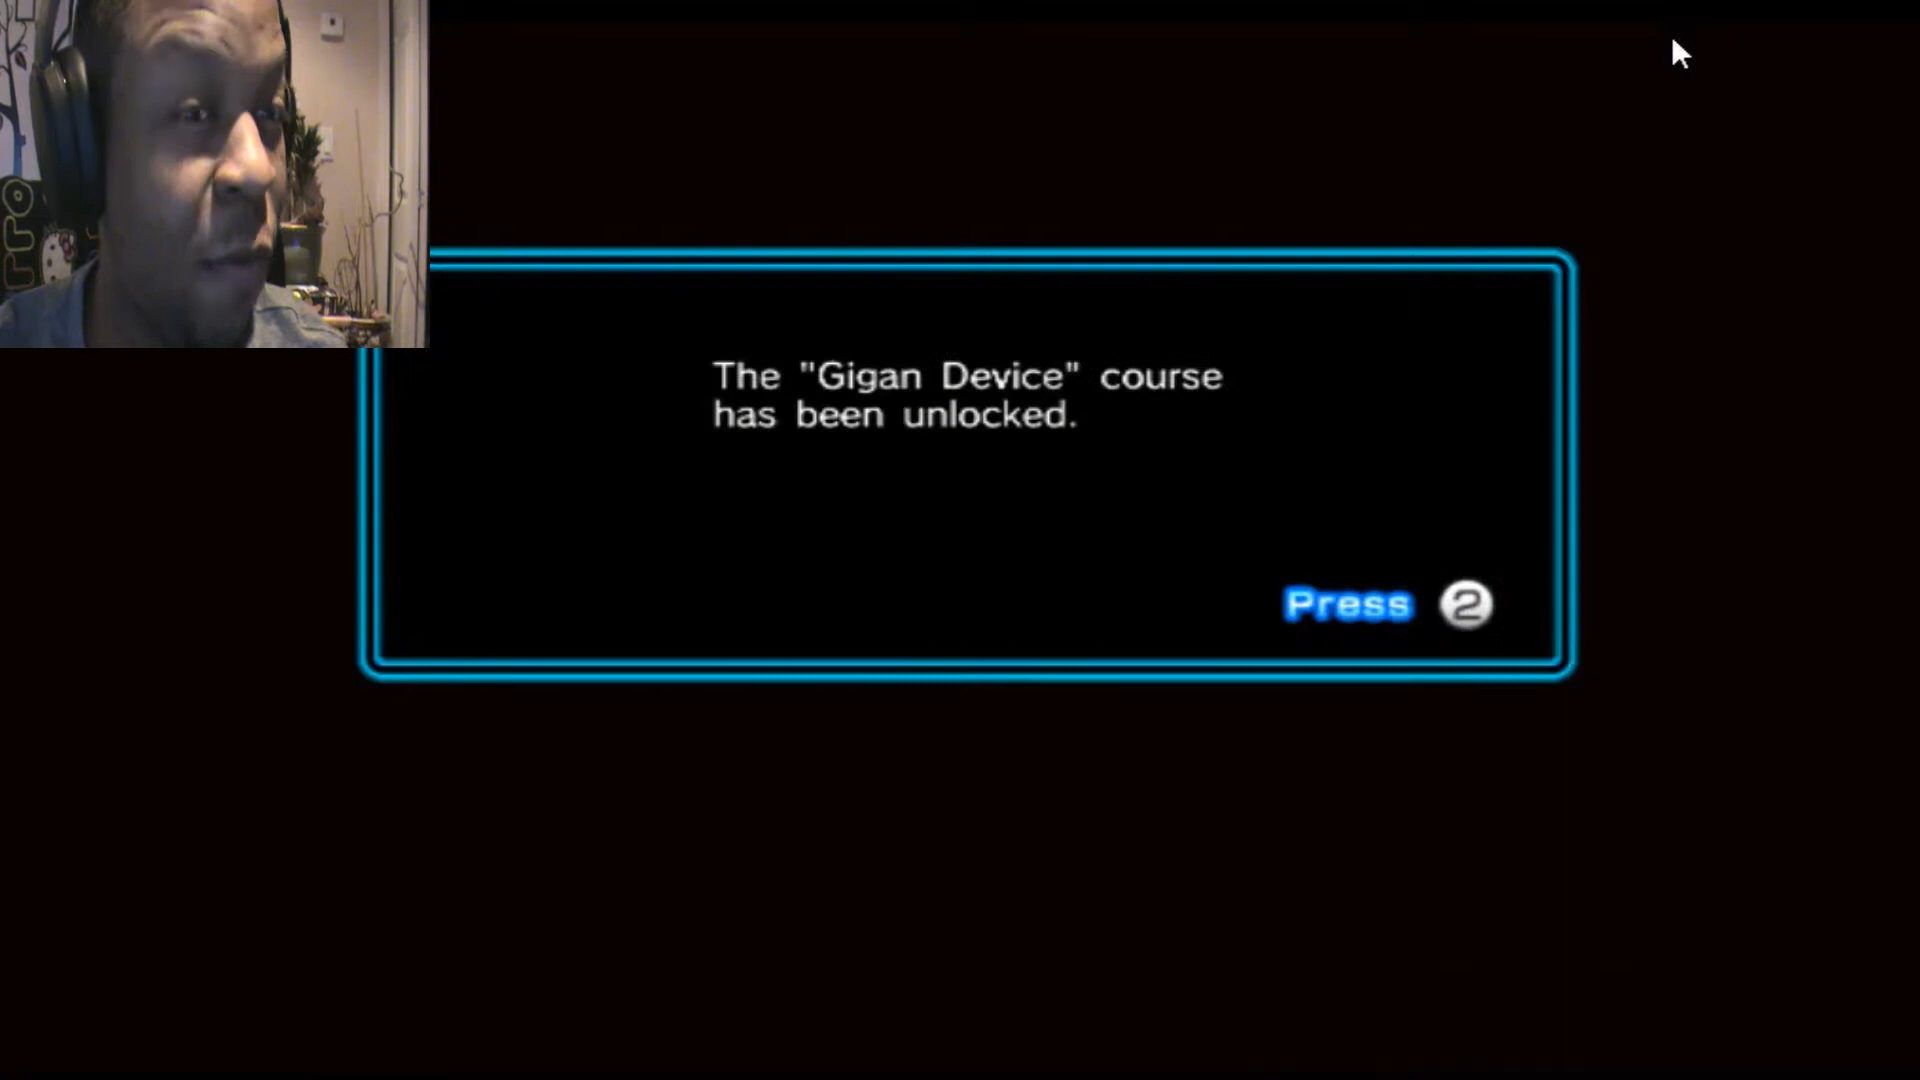 The "Gigan Device" course
has been unlocked.
Press 2